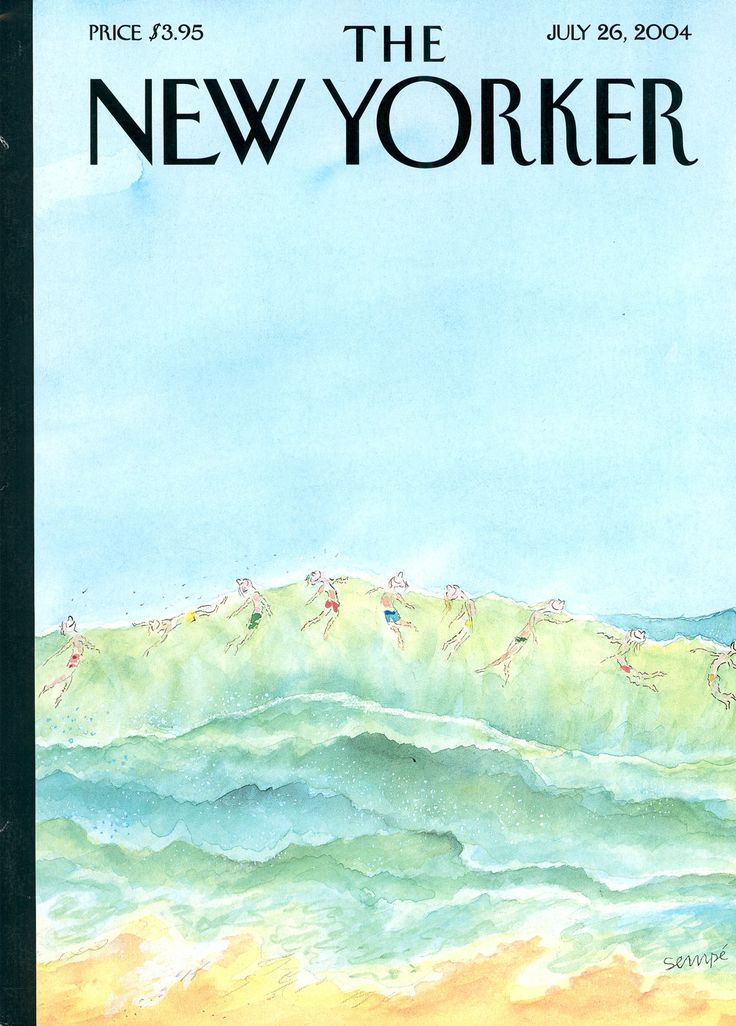 PRICE $3.95
THE
JULY 26, 2004
NEW YORKER
sempé